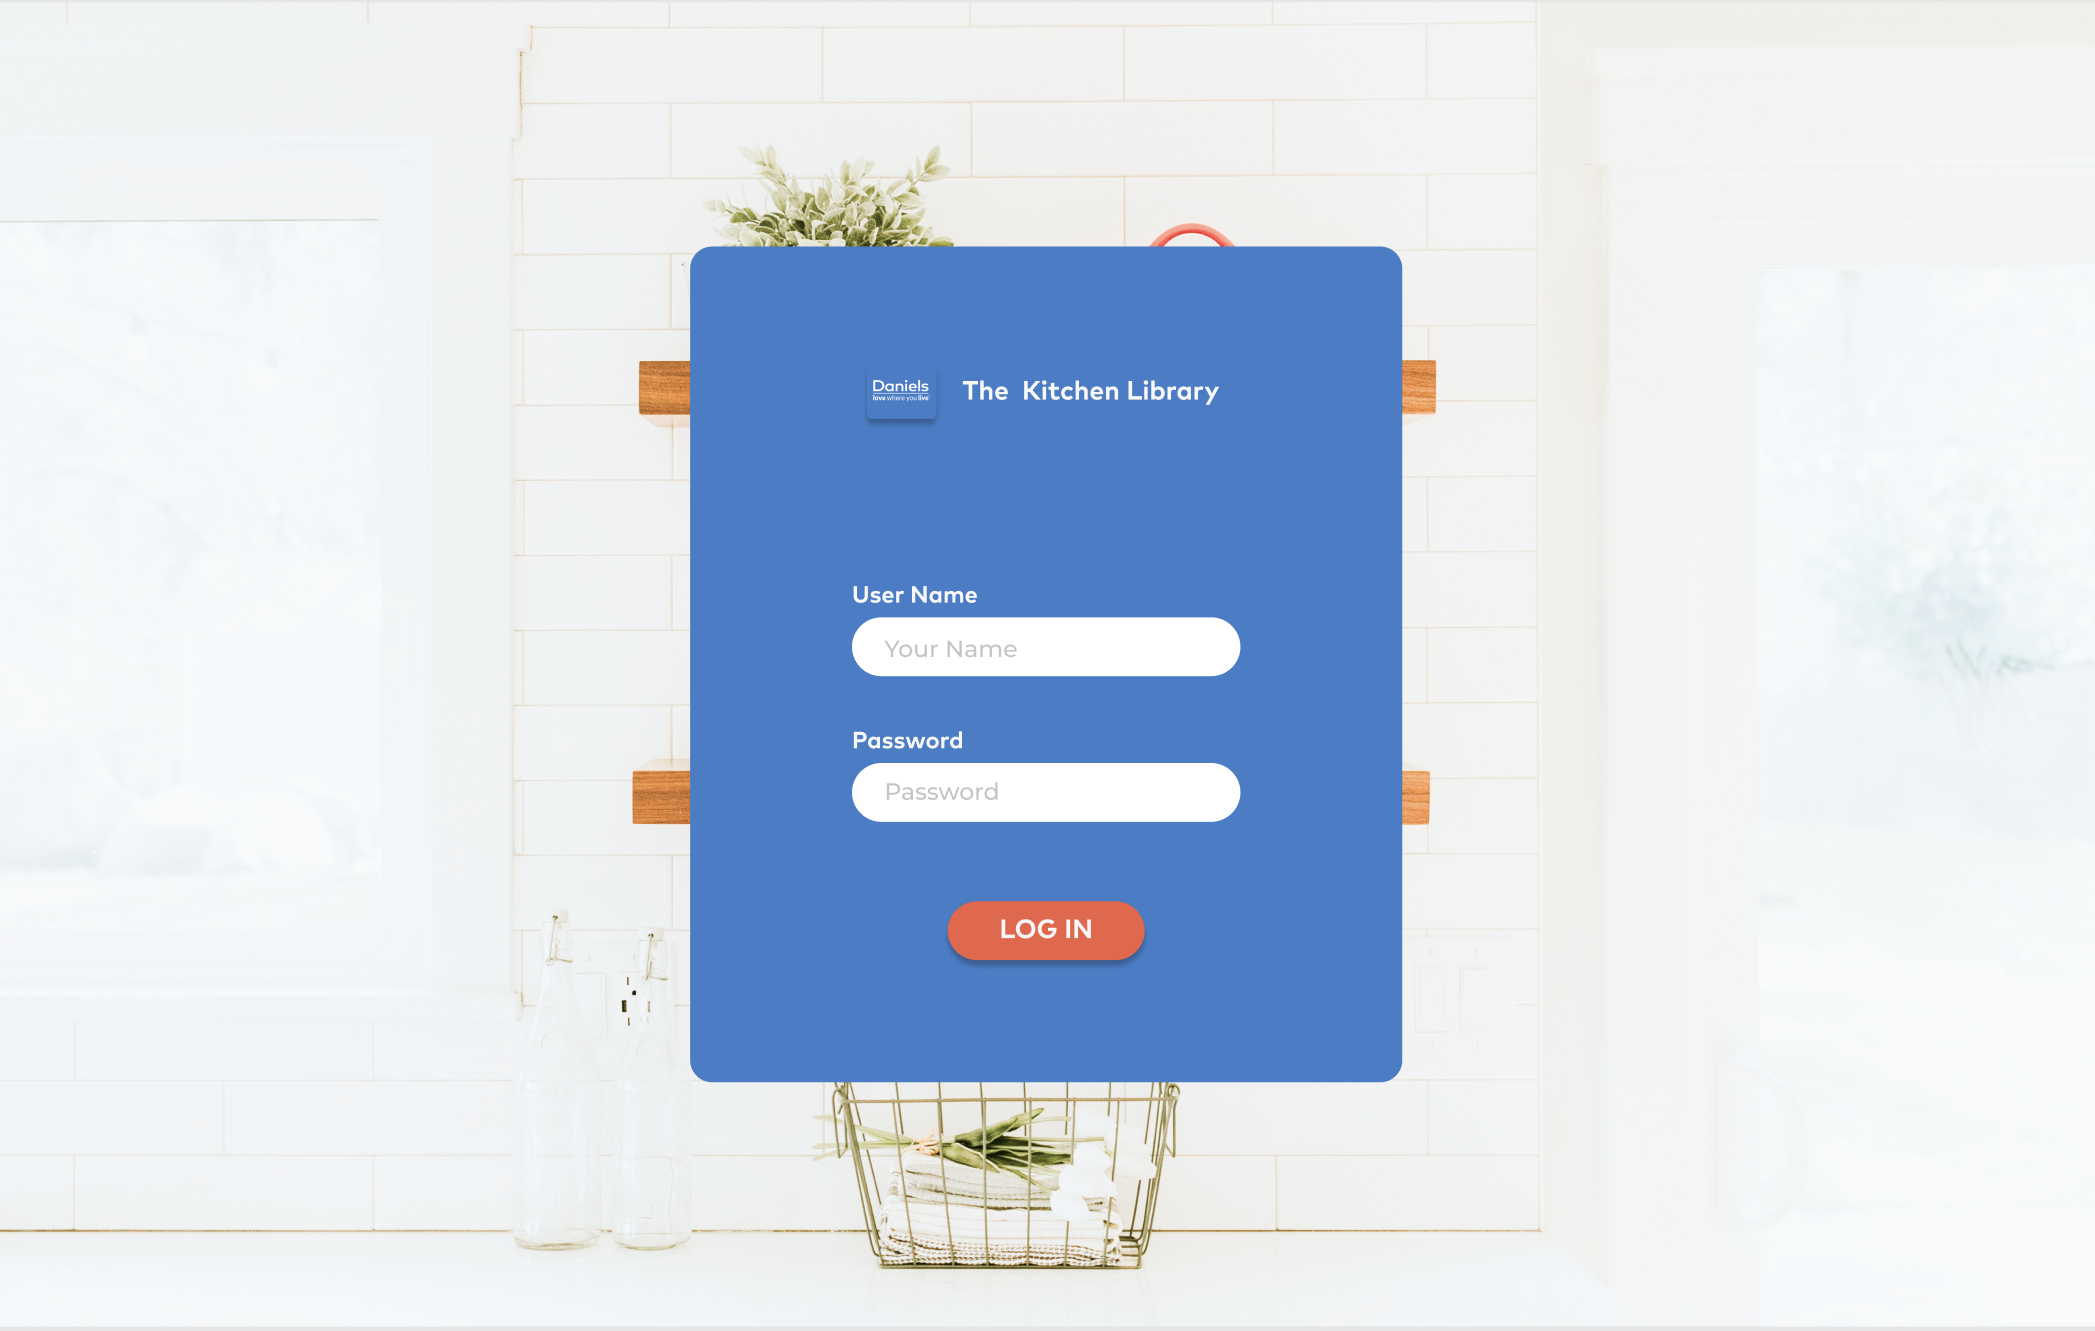 Daniels
love where you live
The Kitchen Library
User Name
Your Name
Password
Password
LOG IN